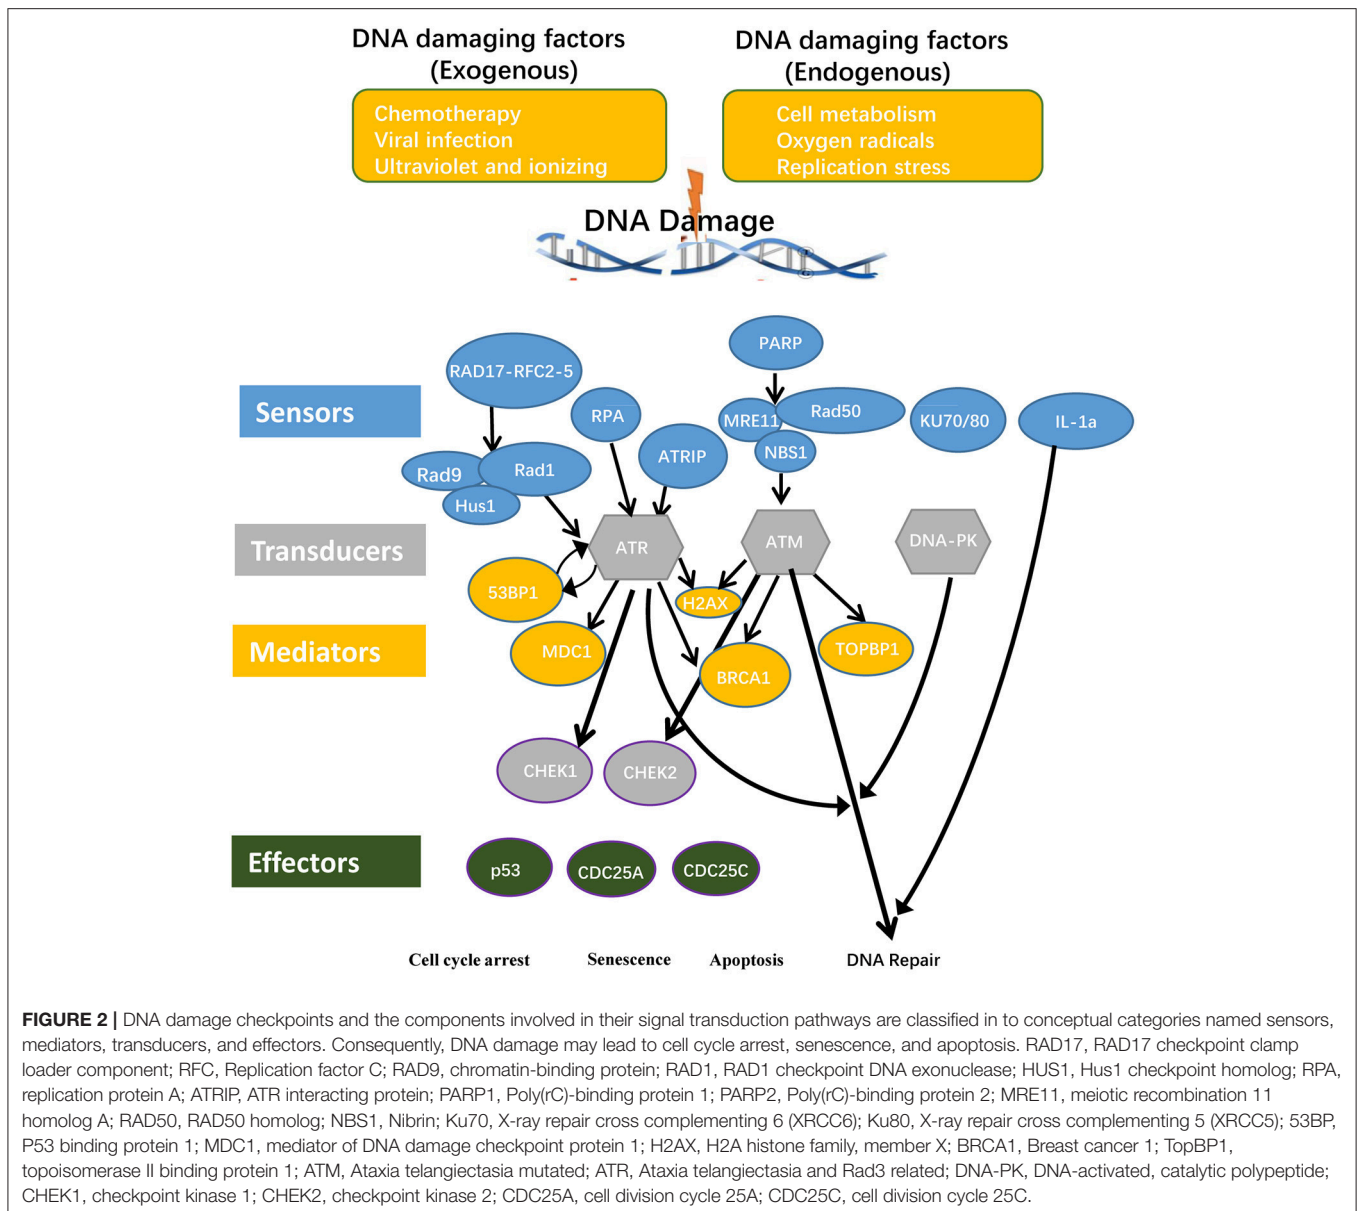 DNA damaging factors
(Exogenous)
DNA damaging factors
(Endogenous)
Chemotherapy
Viral infection
Ultraviolet and ionizing
Cell metabolism
Oxygen radicals
Replication stress
DNA Damage
T
G
Sensors
RAD17-RFC2-5
RPA
PARP
MRE11
Rad50
KU70/80
IL-1a
Rad9
Rad1
Hus1
ATRIP
NBS1
Transducers
ATR
ATM
DNA-PK
53BP1
H2AX
Mediators
MDC1
BRCA1
TOPBP1
CHEK1
CHEK2
Effectors
p53
CDC25A
CDC25C
Cell cycle arrest
Senescence
Apoptosis
DNA Repair
FIGURE 2 | DNA damage checkpoints and the components involved in their signal transduction pathways are classified in to conceptual categories named sensors,
mediators, transducers, and effectors. Consequently, DNA damage may lead to cell cycle arrest, senescence, and apoptosis. RAD17, RAD17 checkpoint clamp
loader component; RFC, Replication factor C; RAD9, chromatin-binding protein; RAD1, RAD1 checkpoint DNA exonuclease; HUS1, Hus1 checkpoint homolog; RPA,
replication protein A; ATRIP, ATR interacting protein; PARP1, Poly(rC)-binding protein 1; PARP2, Poly(rC)-binding protein 2; MRE11, meiotic recombination 11
homolog A; RAD50, RAD50 homolog; NBS1, Nibrin; Ku70, X-ray repair cross complementing 6 (XRCC6); Ku80, X-ray repair cross complementing 5 (XRCC5); 53BP,
P53 binding protein 1; MDC1, mediator of DNA damage checkpoint protein 1; H2AX, H2A histone family, member X; BRCA1, Breast cancer 1; TopBP1,
topoisomerase II binding protein 1; ATM, Ataxia telangiectasia mutated; ATR, Ataxia telangiectasia and Rad3 related; DNA-PK, DNA-activated, catalytic polypeptide;
CHEK1, checkpoint kinase 1; CHEK2, checkpoint kinase 2; CDC25A, cell division cycle 25A; CDC25C, cell division cycle 25C.